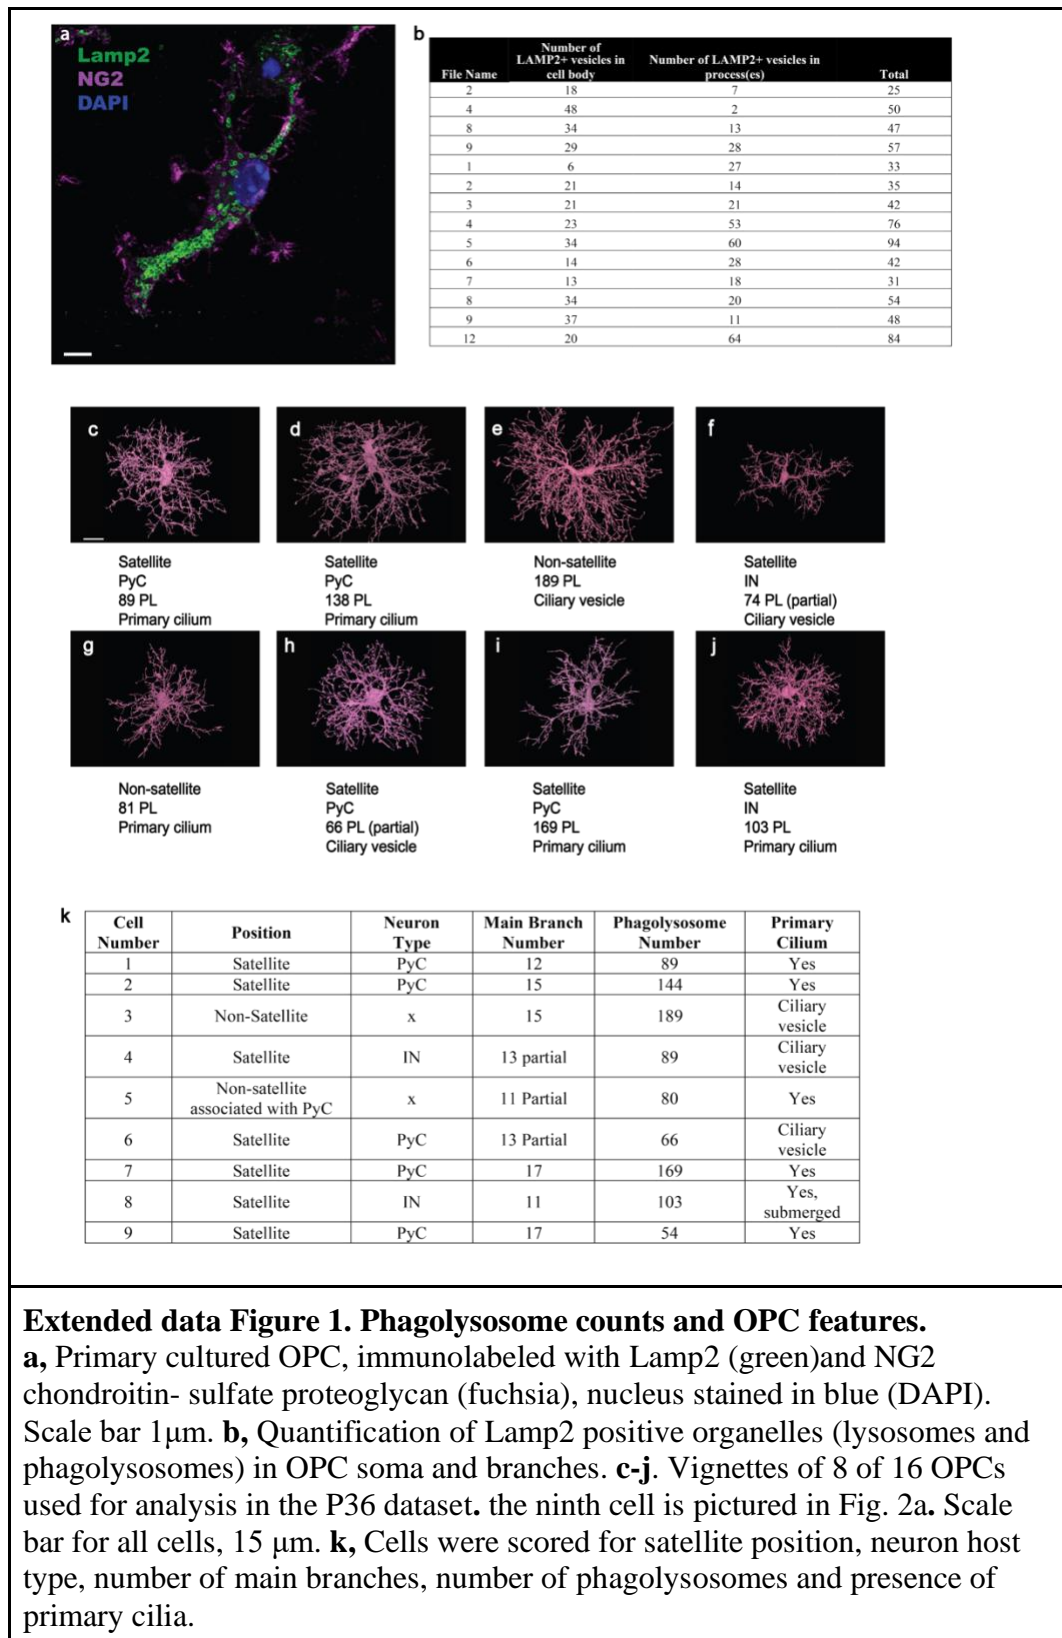 a
Lamp2
NG2
DAPI
b
File Name | Number of LAMP2+ vesicles in cell body | Number of LAMP2+ vesicles in process(es) | Total
2 | 18 | 7 | 25
4 | 48 | 2 | 50
8 | 34 | 13 | 47
9 | 29 | 28 | 57
1 | 6 | 27 | 33
2 | 21 | 14 | 35
3 | 21 | 21 | 42
4 | 23 | 53 | 76
5 | 34 | 60 | 94
6 | 14 | 28 | 42
7 | 13 | 18 | 31
8 | 34 | 20 | 54
9 | 37 | 11 | 48
12 | 20 | 64 | 84
c
Satellite
PyC
89 PL
Primary cilium
d
Satellite
PyC
138 PL
Primary cilium
e
Non-satellite
189 PL
Ciliary vesicle
f
Satellite
IN
74 PL (partial)
Ciliary vesicle
g
Non-satellite
81 PL
Primary cilium
h
Satellite
PyC
66 PL (partial)
Ciliary vesicle
i
Satellite
PyC
169 PL
Primary cilium
j
Satellite
IN
103 PL
Primary cilium
k
Cell Number | Position | Neuron Type | Main Branch Number | Phagolysosome Number | Primary Cilium
1 | Satellite | PyC | 12 | 89 | Yes
2 | Satellite | PyC | 15 | 144 | Yes
3 | Non-Satellite | x | 15 | 189 | Ciliary vesicle
4 | Satellite | IN | 13 partial | 89 | Ciliary vesicle
5 | Non-satellite associated with PyC | x | 11 Partial | 80 | Yes
6 | Satellite | PyC | 13 Partial | 66 | Ciliary vesicle
7 | Satellite | PyC | 17 | 169 | Yes
8 | Satellite | IN | 11 | 103 | Yes, submerged
9 | Satellite | PyC | 17 | 54 | Yes
Extended data Figure 1. Phagolysosome counts and OPC features.
a, Primary cultured OPC, immunolabeled with Lamp2 (green)and NG2
chondroitin- sulfate proteoglycan (fuchsia), nucleus stained in blue (DAPI).
Scale bar 1μm. b, Quantification of Lamp2 positive organelles (lysosomes and
phagolysosomes) in OPC soma and branches. c-j. Vignettes of 8 of 16 OPCs
used for analysis in the P36 dataset. the ninth cell is pictured in Fig. 2a. Scale
bar for all cells, 15 μm. k, Cells were scored for satellite position, neuron host
type, number of main branches, number of phagolysosomes and presence of
primary cilia.